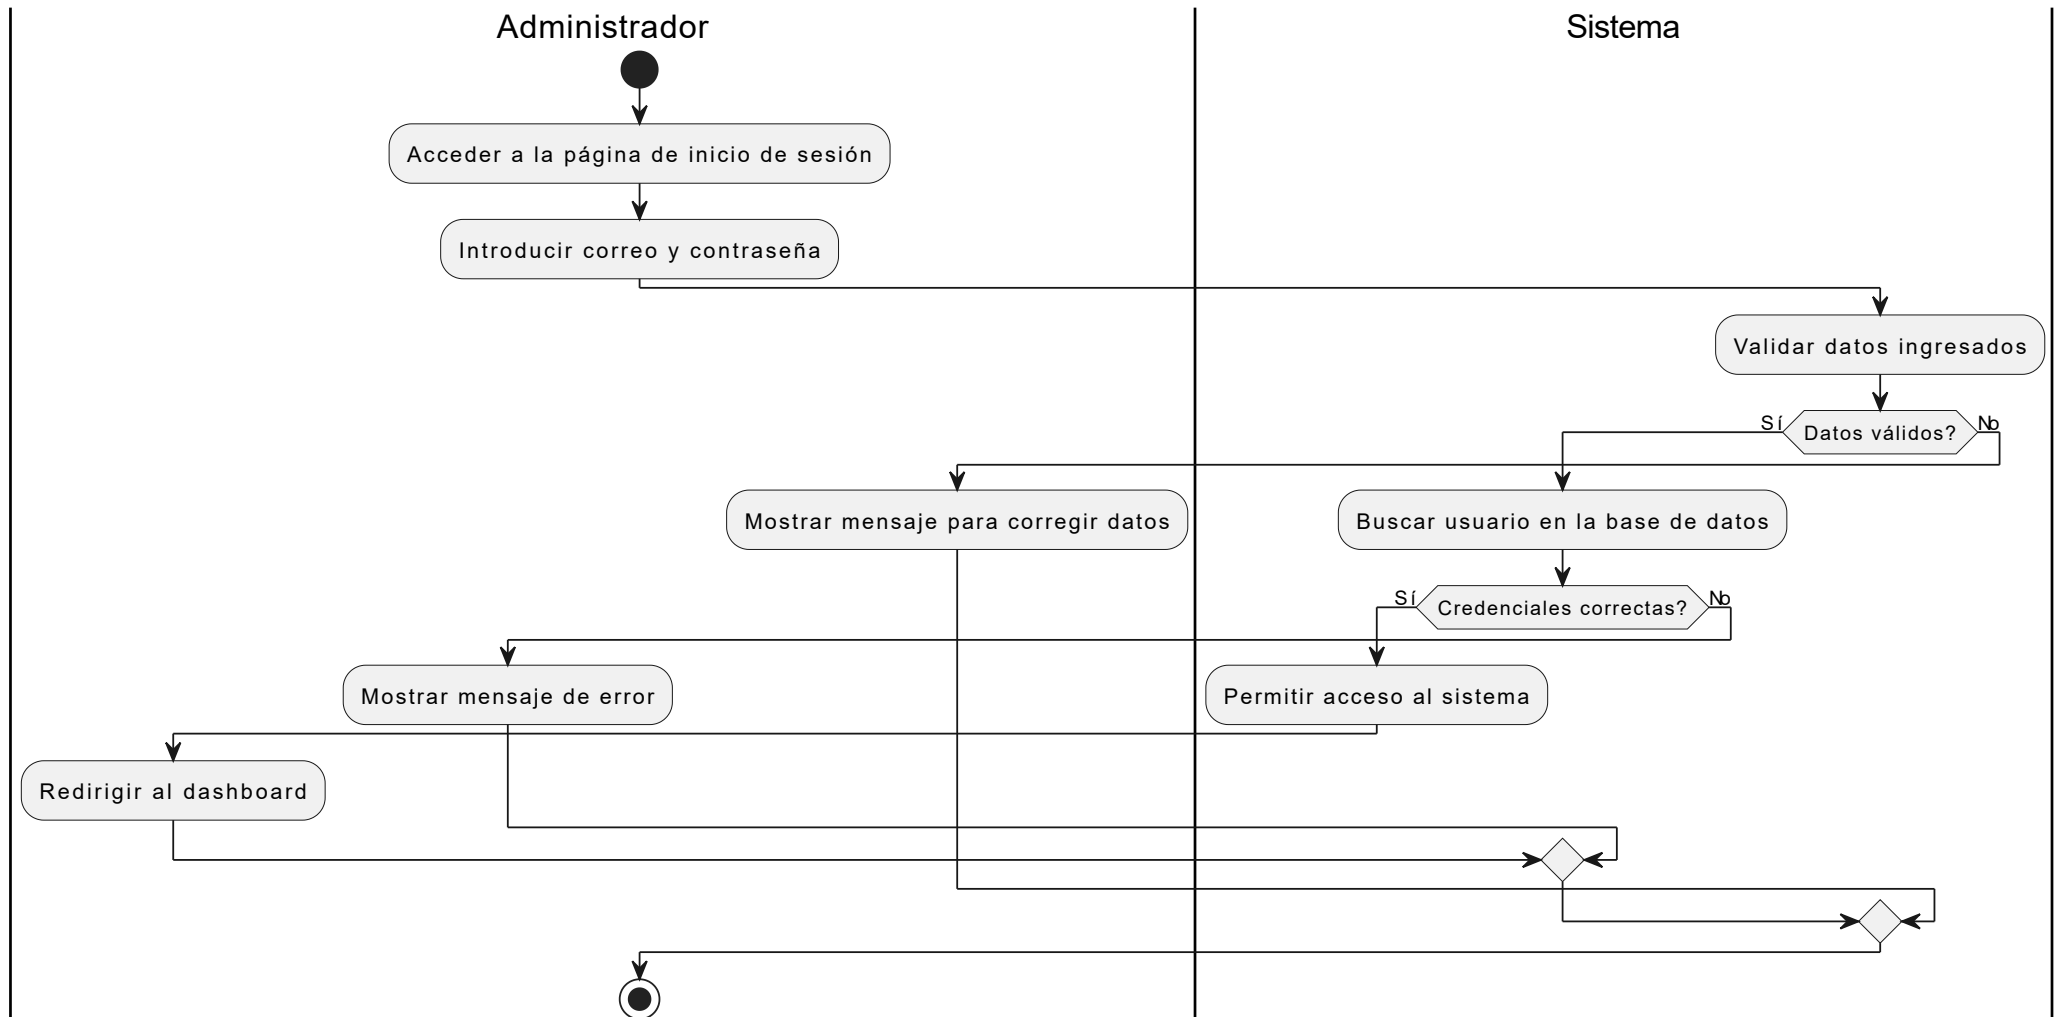 Administrador
Sistema
Acceder a la página de inicio de sesión
Introducir correo y contraseña
Validar datos ingresados
Sí
Datos válidos?
No
Mostrar mensaje para corregir datos
Buscar usuario en la base de datos
Sí
Credenciales correctas?
No
Mostrar mensaje de error
Permitir acceso al sistema
Redirigir al dashboard